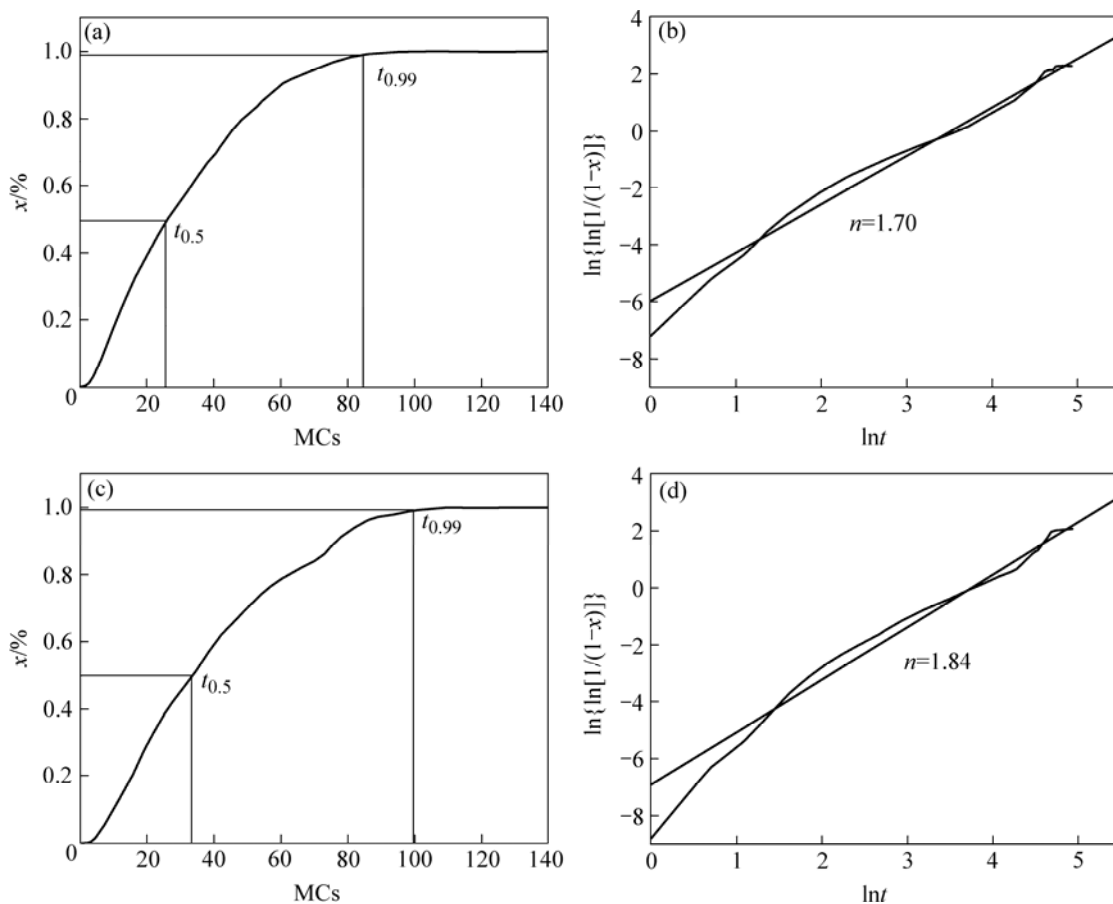 (a)
1.0
0.8
0.6
0.4
0.2
0
x/%
t0.99
t0.5
20 40 60 80 100 120 140
MCs
(b)
4
2
0
−2
−4
−6
−8
ln{ln[1/(1−x)]}
n=1.70
0 1 2 3 4 5
lnt
(c)
1.0
0.8
0.6
0.4
0.2
0
x/%
t0.99
t0.5
20 40 60 80 100 120 140
MCs
(d)
4
2
0
−2
−4
−6
−8
ln{ln[1/(1−x)]}
n=1.84
0 1 2 3 4 5
lnt